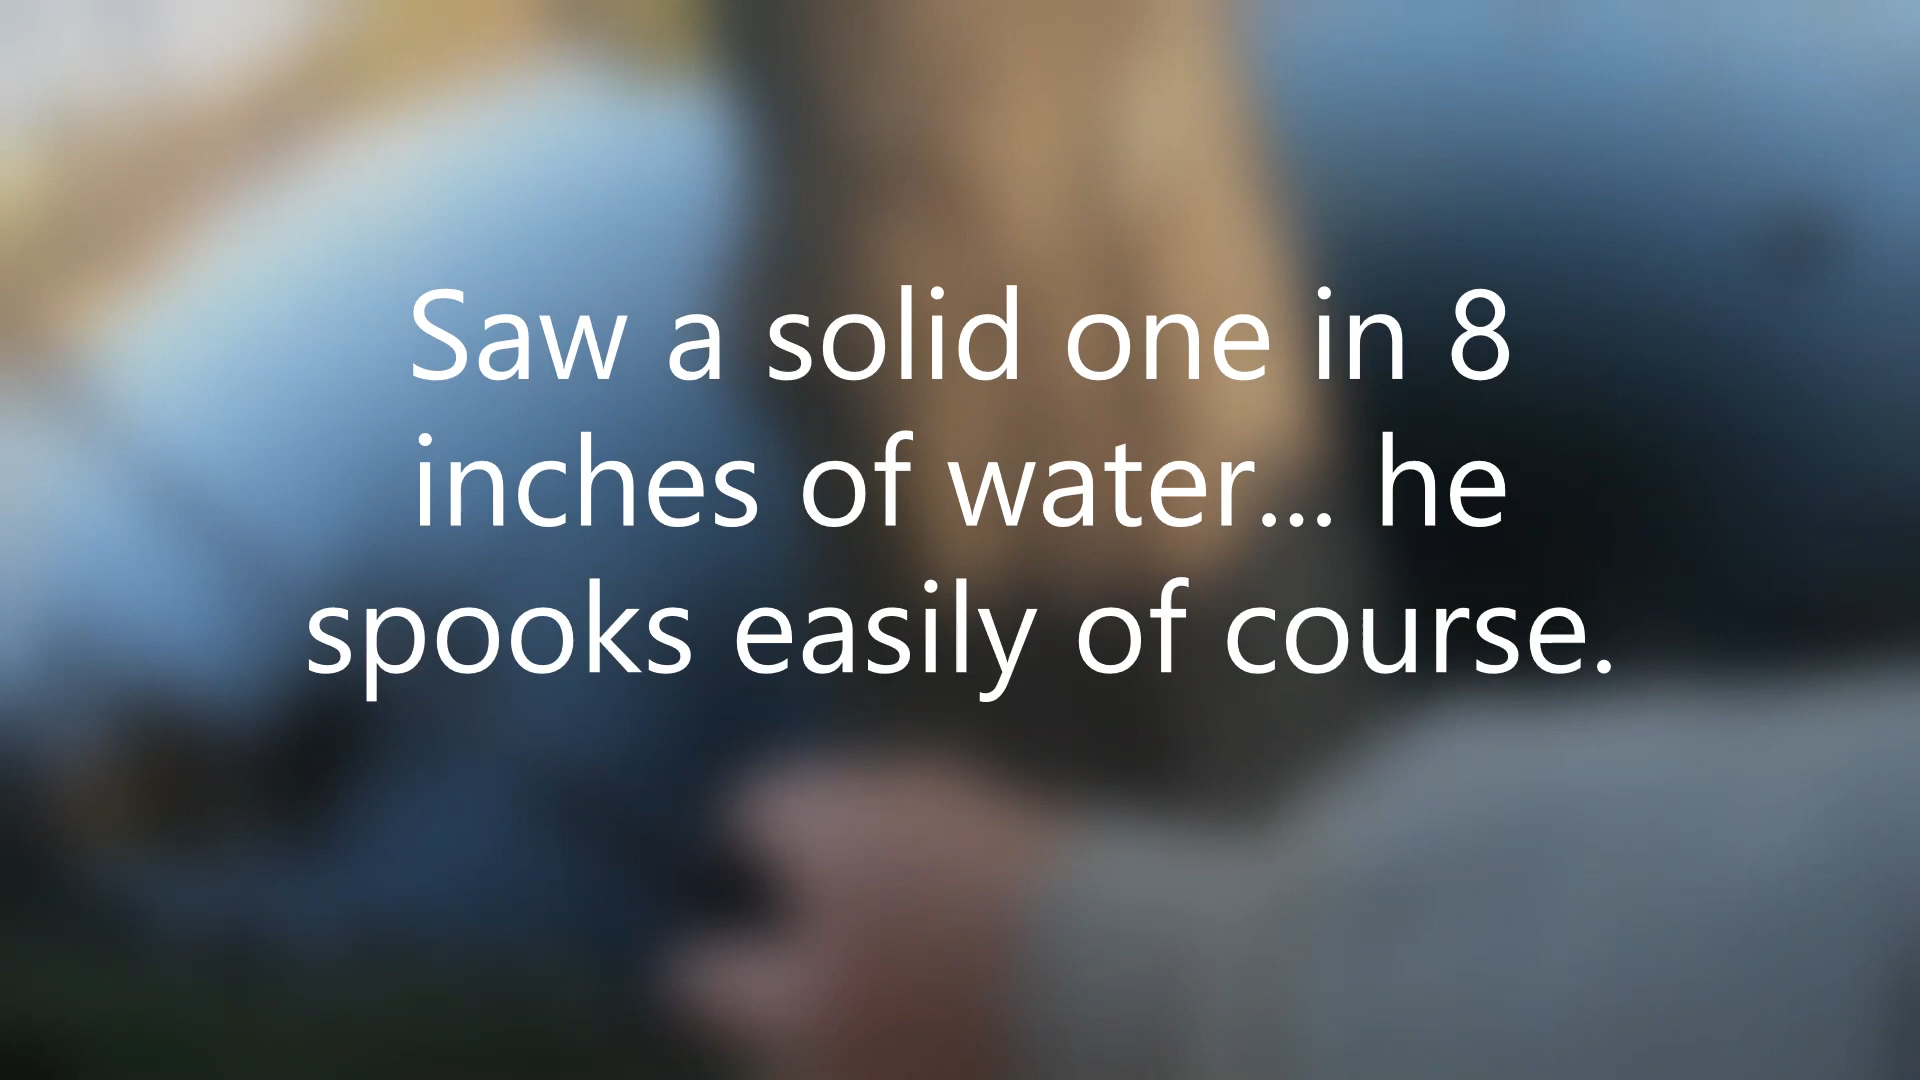 Saw a solid one in 8
inches of water... he
spooks easily of course.